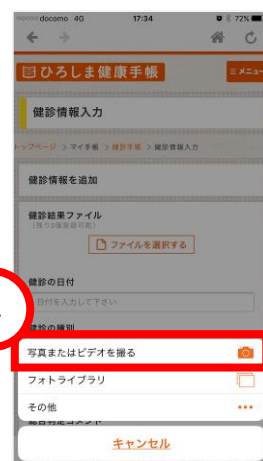 docomo 4G 17:34 72%
ひろしま健康手帳
メニュー
健診情報入力
トップページ > マイ手帳 > 健診手帳 > 健診情報入力
健診情報を追加
健診結果ファイル
ファイルを選択する
健診の日付
日付を入力して下さい
健診の種別
写真またはビデオを撮る
フォトライブラリ
その他
キャンセル